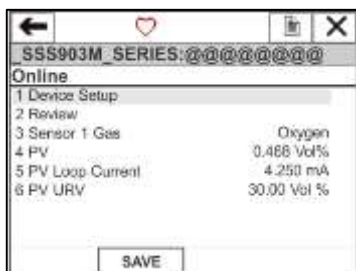 _SSS903M_SERIES:@@@@@@@@
Online
1 Device Setup
2 Review
3 Sensor 1 Gas Oxygen
4 PV 0.468 Vol%
5 PV Loop Current 4.250 mA
6 PV URV 30.00 Vol %
SAVE